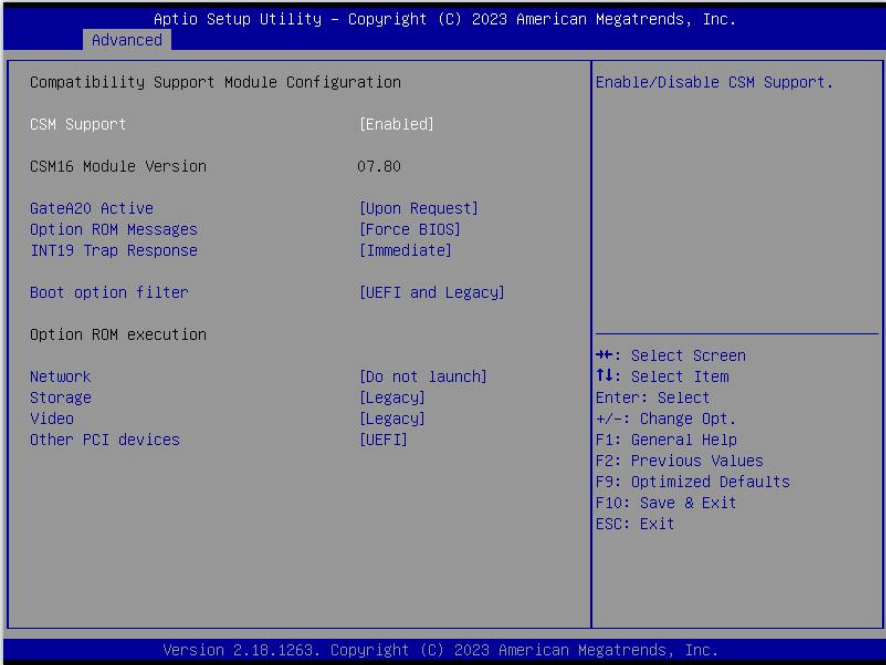 Aptio Setup Utility – Copyright (C) 2023 American Megatrends, Inc.
Advanced
Compatibility Support Module Configuration
Enable/Disable CSM Support.
CSM Support [Enabled]
CSM16 Module Version 07.80
GateA20 Active [Upon Request]
Option ROM Messages [Force BIOS]
INT19 Trap Response [Immediate]
Boot option filter [UEFI and Legacy]
Option ROM execution
Network [Do not launch]
Storage [Legacy]
Video [Legacy]
Other PCI devices [UEFI]
→←: Select Screen
↑↓: Select Item
Enter: Select
+/-: Change Opt.
F1: General Help
F2: Previous Values
F9: Optimized Defaults
F10: Save & Exit
ESC: Exit
Version 2.18.1263. Copyright (C) 2023 American Megatrends, Inc.